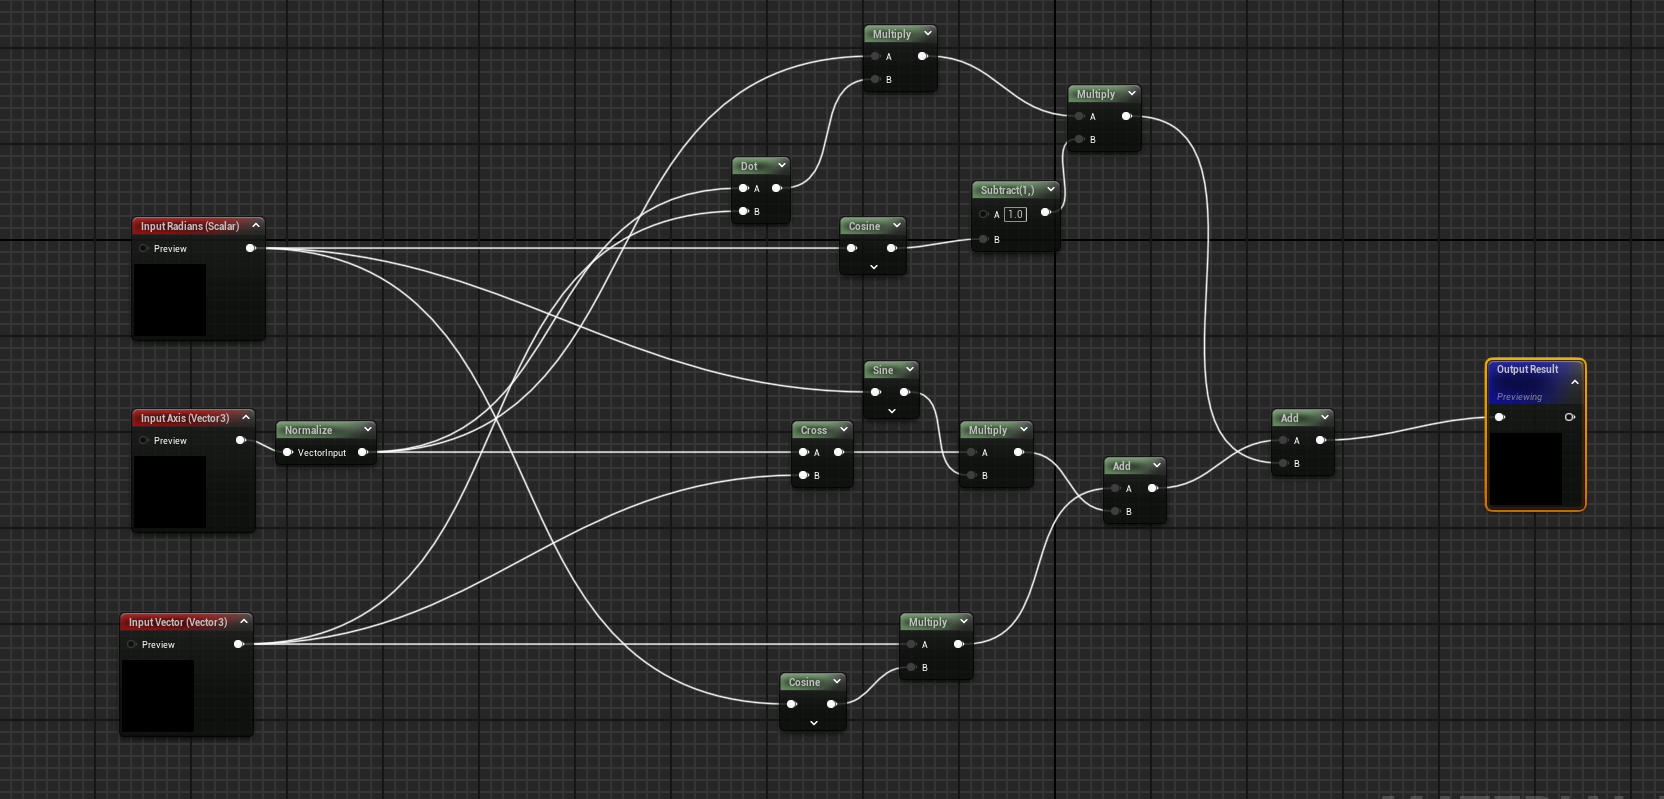 Multiply
A
B
Multiply
A
B
Dot
A
B
Subtract(1,)
A 1.0
B
Input Radians (Scalar)
Preview
Cosine
Sine
Input Axis (Vector3)
Preview
Normalize
VectorInput
Cross
A
B
Multiply
A
B
Add
A
B
Add
A
B
Output Result
Previewing
Input Vector (Vector3)
Preview
Multiply
A
B
Cosine